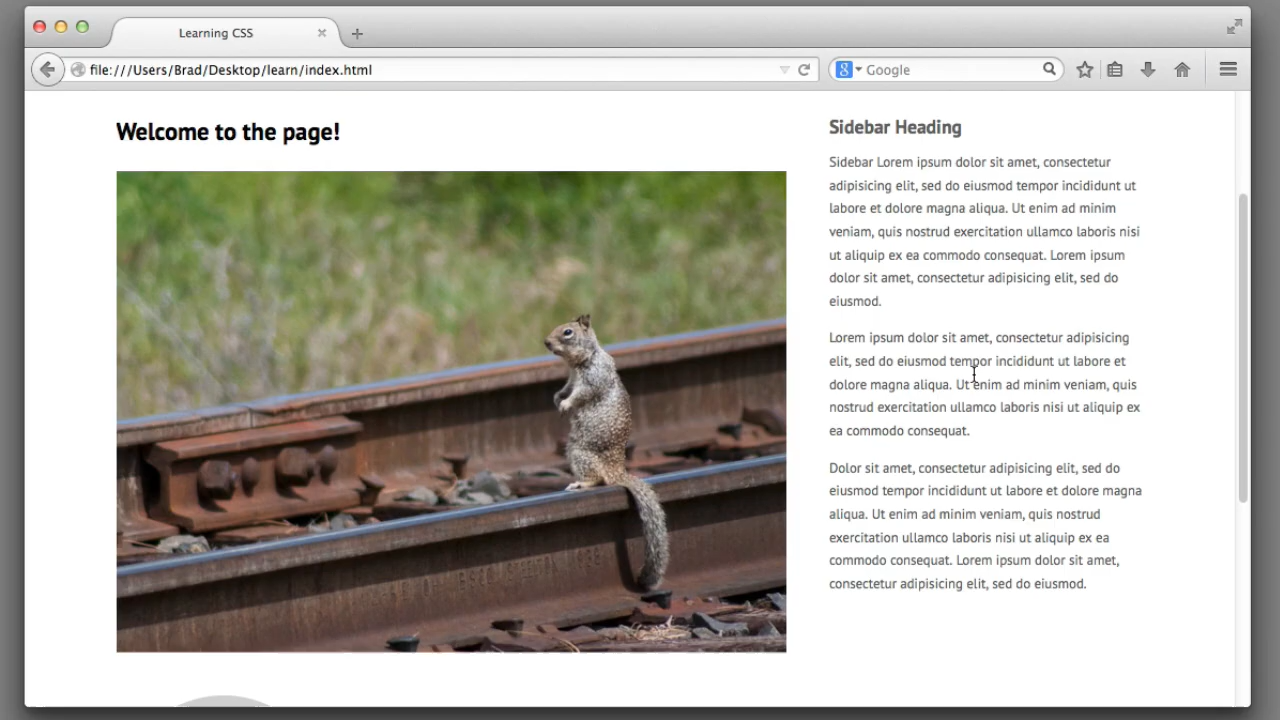 Learning CSS
file:///Users/Brad/Desktop/learn/index.html
Google
Welcome to the page!
Sidebar Heading
Sidebar Lorem ipsum dolor sit amet, consectetur
adipisicing elit, sed do eiusmod tempor incididunt ut
labore et dolore magna aliqua. Ut enim ad minim
veniam, quis nostrud exercitation ullamco laboris nisi
ut aliquip ex ea commodo consequat. Lorem ipsum
dolor sit amet, consectetur adipisicing elit, sed do
eiusmod.
Lorem ipsum dolor sit amet, consectetur adipisicing
elit, sed do eiusmod tempor incididunt ut labore et
dolore magna aliqua. Ut enim ad minim veniam, quis
nostrud exercitation ullamco laboris nisi ut aliquip ex
ea commodo consequat.
Dolor sit amet, consectetur adipisicing elit, sed do
eiusmod tempor incididunt ut labore et dolore magna
aliqua. Ut enim ad minim veniam, quis nostrud
exercitation ullamco laboris nisi ut aliquip ex ea
commodo consequat. Lorem ipsum dolor sit amet,
consectetur adipisicing elit, sed do eiusmod.